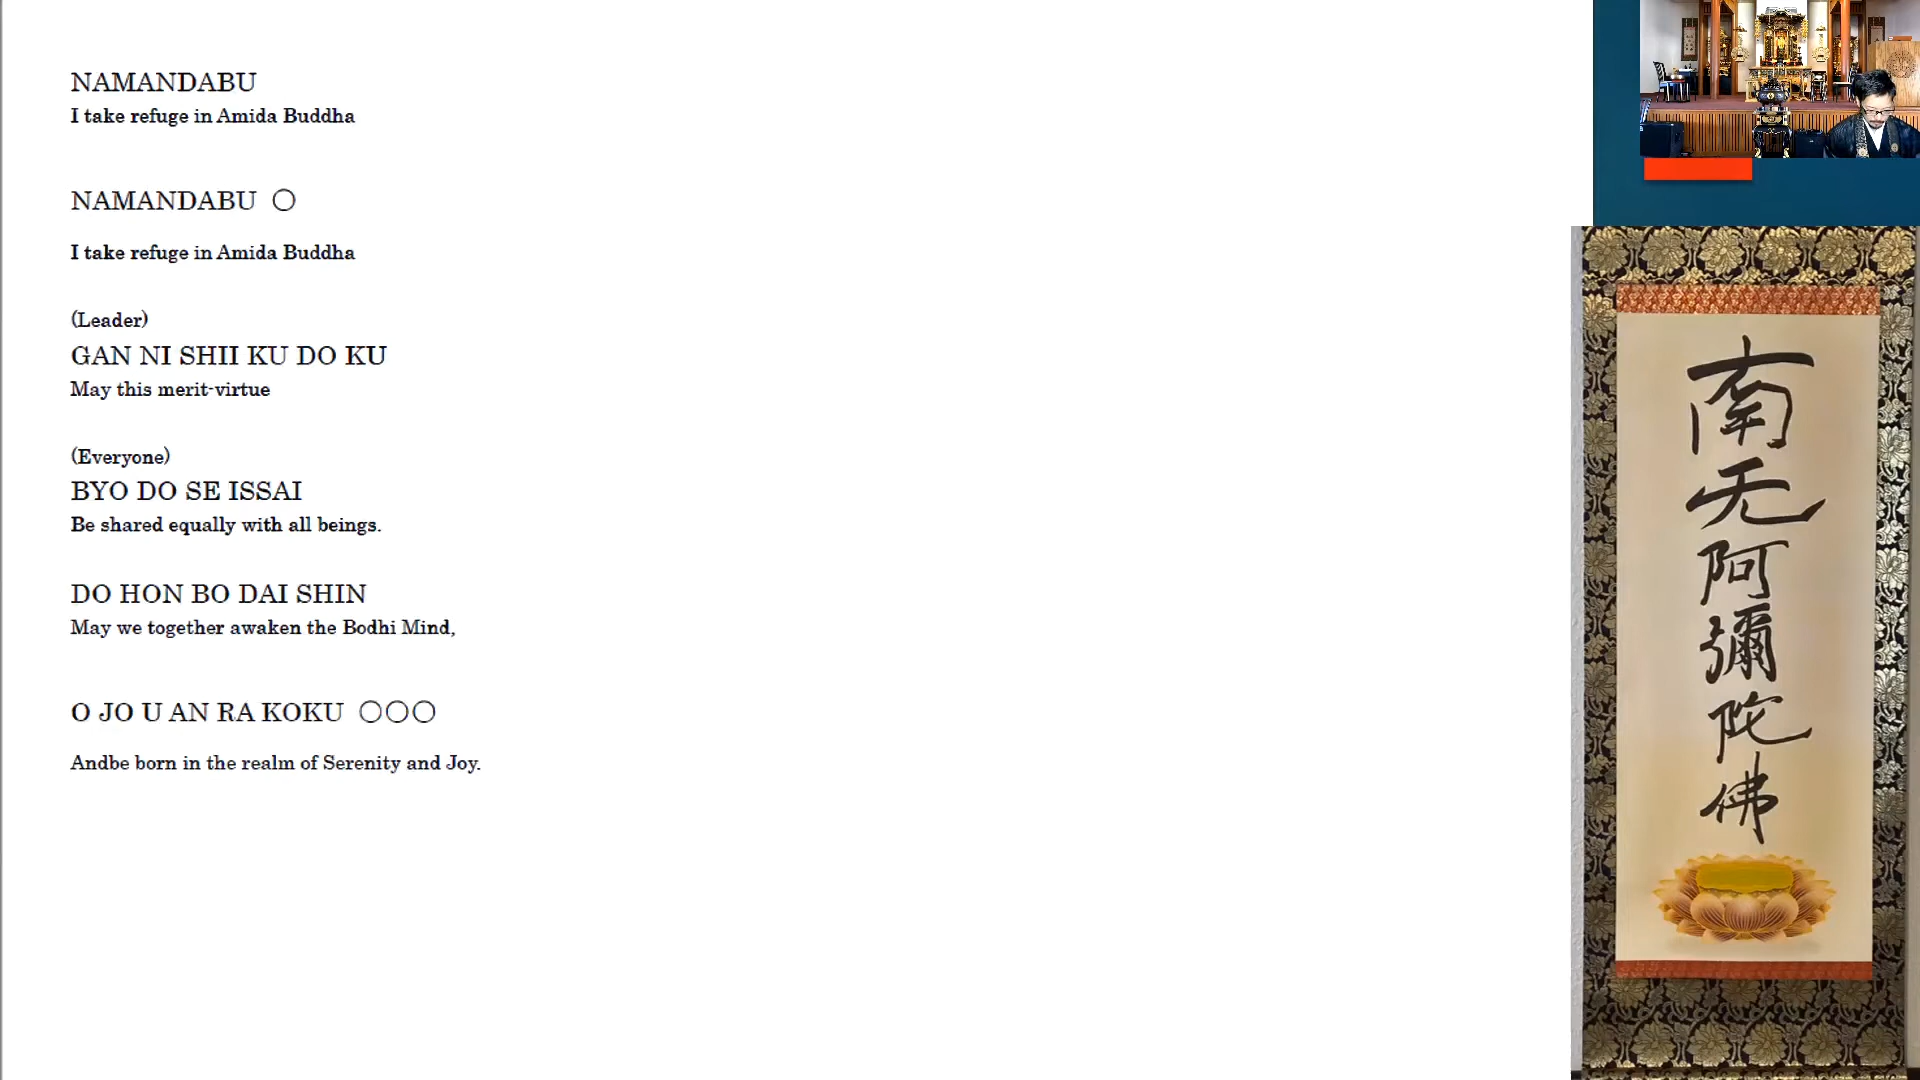 NAMANDABU
I take refuge in Amida Buddha
NAMANDABU ○
I take refuge in Amida Buddha
(Leader)
GAN NI SHII KU DO KU
May this merit-virtue
(Everyone)
BYO DO SE ISSAI
Be shared equally with all beings.
DO HON BO DAI SHIN
May we together awaken the Bodhi Mind,
O JO U AN RA KOKU ○○○
Andbe born in the realm of Serenity and Joy.
南无阿彌陀佛